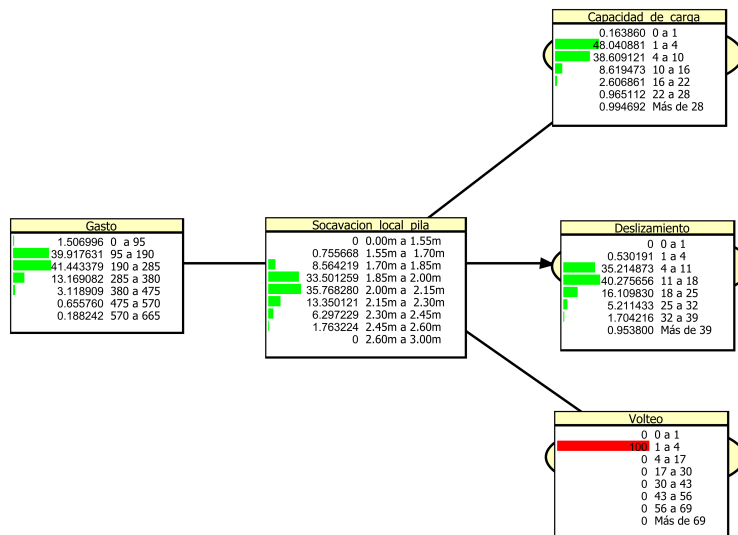 Capacidad de carga
0.163860 0 a 1
48.040881 1 a 4
38.609121 4 a 10
8.619473 10 a 16
2.606861 16 a 22
0.965112 22 a 28
0.994692 Más de 28
Gasto
1.506996 0 a 95
39.917631 95 a 190
41.443379 190 a 285
13.169082 285 a 380
3.118909 380 a 475
0.655760 475 a 570
0.188242 570 a 665
Socavacion local pila
0 0.00m a 1.55m
0.755668 1.55m a 1.70m
8.564219 1.70m a 1.85m
33.501259 1.85m a 2.00m
35.768280 2.00m a 2.15m
13.350121 2.15m a 2.30m
6.297229 2.30m a 2.45m
1.763224 2.45m a 2.60m
0 2.60m a 3.00m
Deslizamiento
0 0 a 1
0.530191 1 a 4
35.214873 4 a 11
40.275656 11 a 18
16.109830 18 a 25
5.211433 25 a 32
1.704216 32 a 39
0.953800 Más de 39
Volteo
0 0 a 1
100 1 a 4
0 4 a 17
0 17 a 30
0 30 a 43
0 43 a 56
0 56 a 69
0 Más de 69